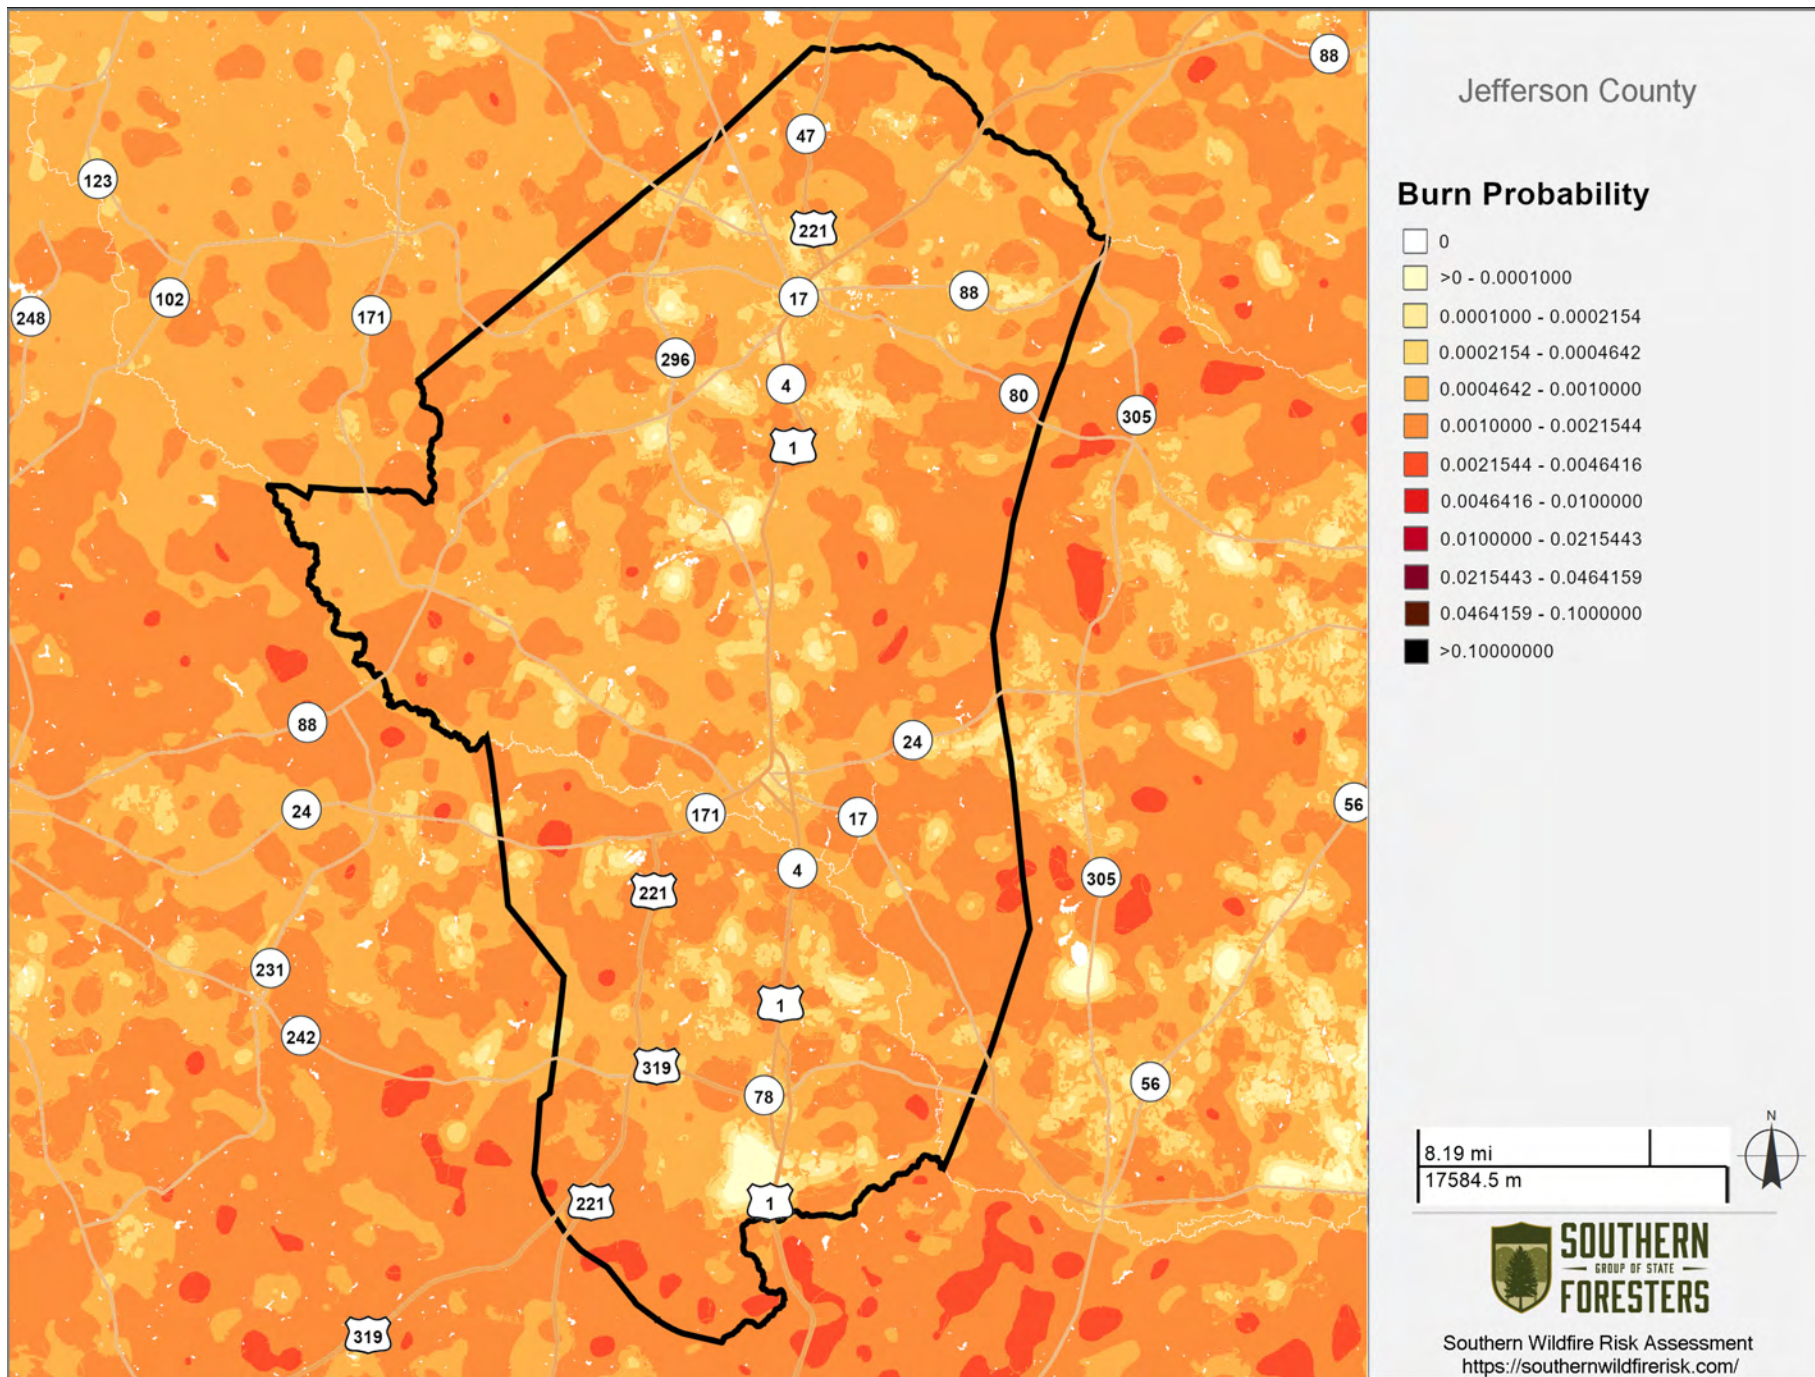 88
47
123
221
102
17
88
248
171
296
4
80
305
1
88
24
24
171
17
56
4
305
221
231
1
242
319
78
56
221
1
319
Jefferson County
Burn Probability
0
>0 - 0.0001000
0.0001000 - 0.0002154
0.0002154 - 0.0004642
0.0004642 - 0.0010000
0.0010000 - 0.0021544
0.0021544 - 0.0046416
0.0046416 - 0.0100000
0.0100000 - 0.0215443
0.0215443 - 0.0464159
0.0464159 - 0.1000000
>0.10000000
N
8.19 mi
17584.5 m
SOUTHERN
GROUP OF STATE
FORESTERS
Southern Wildfire Risk Assessment
https://southernwildfirerisk.com/